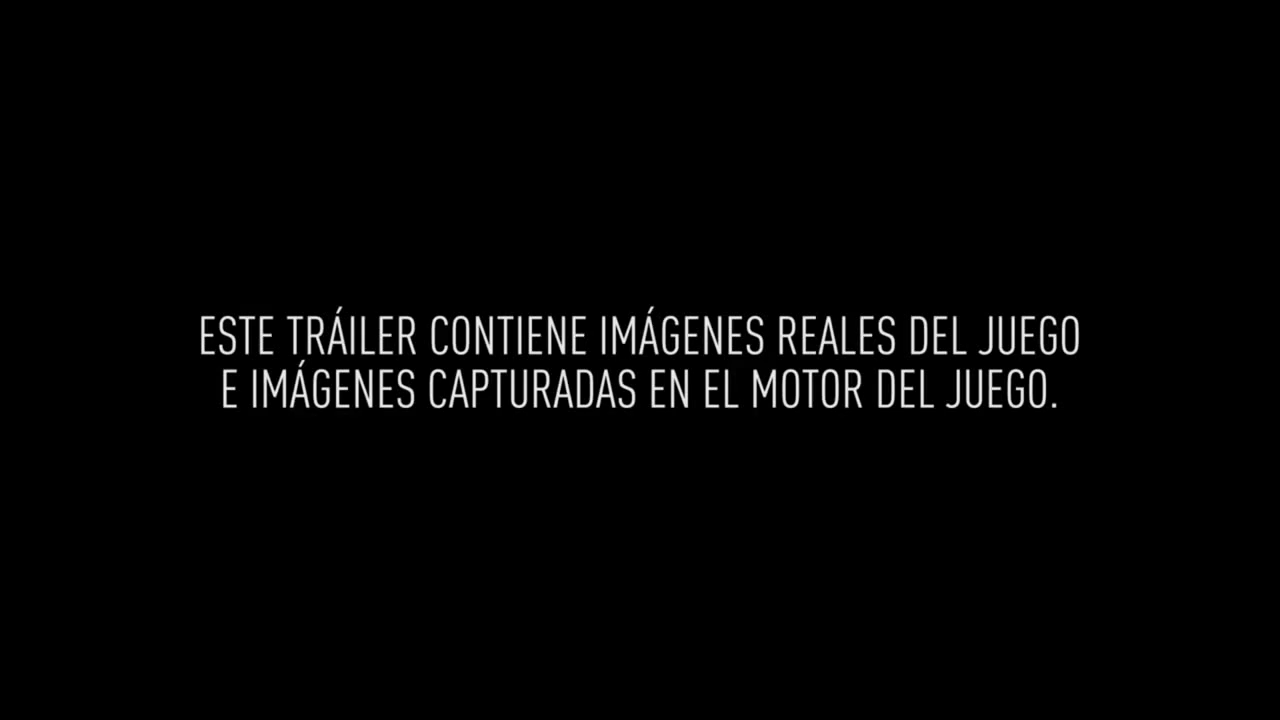 ESTE TRÁILER CONTIENE IMÁGENES REALES DEL JUEGO
E IMÁGENES CAPTURADAS EN EL MOTOR DEL JUEGO.